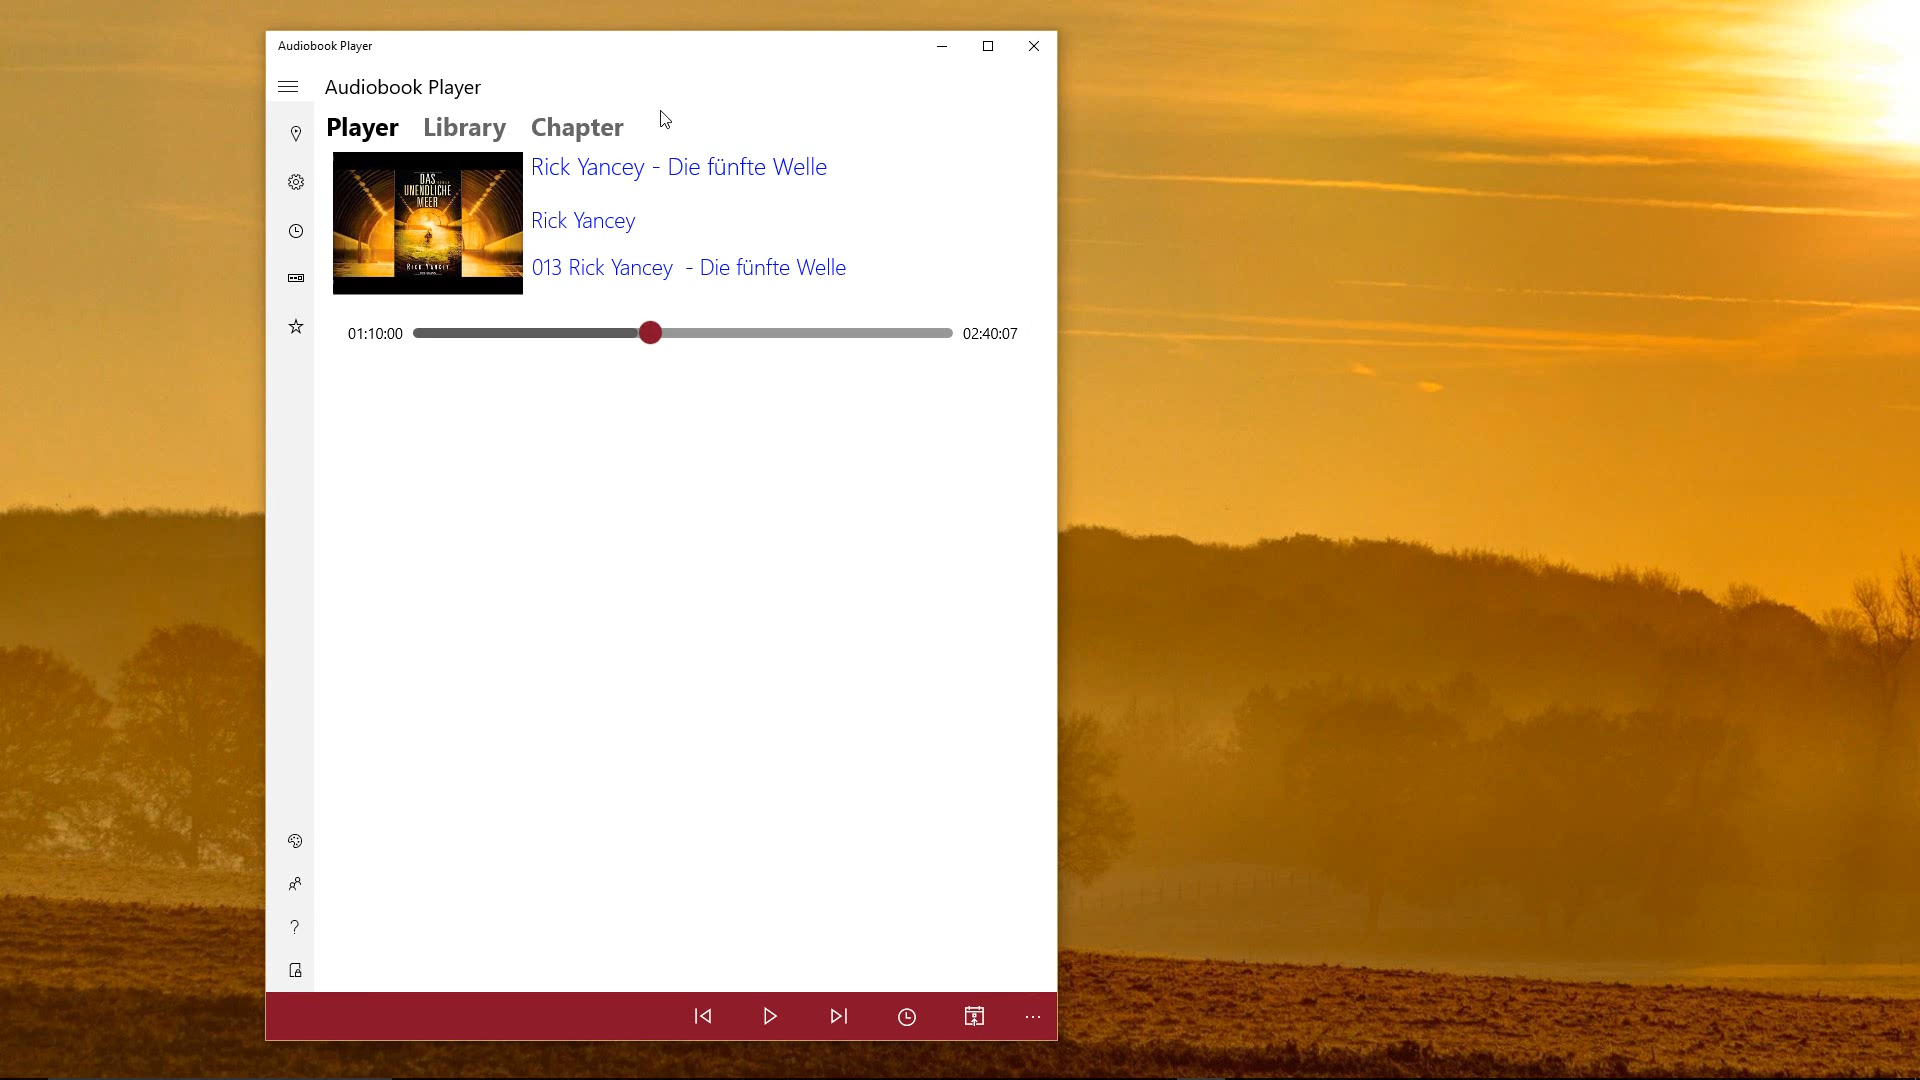 Audiobook Player
Audiobook Player
Player Library Chapter
DAS
UNENDLICHE
MEER
RICK YANCEY
Rick Yancey - Die fünfte Welle
Rick Yancey
013 Rick Yancey - Die fünfte Welle
01:10:00 02:40:07